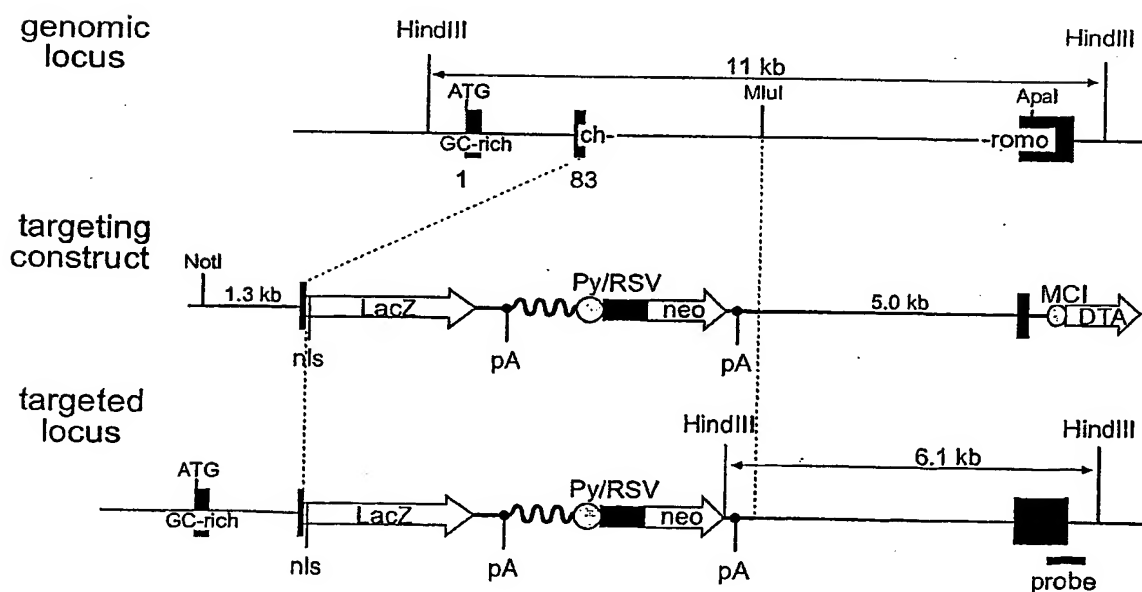 genomic locus
HindIII
HindIII
11 kb
ATG
MluI
ApaI
GC-rich
ch-
-romo
1
83
targeting construct
NotI
1.3 kb
LacZ
Py/RSV
neo
5.0 kb
MCI
DTA
nls
pA
pA
targeted locus
HindIII
HindIII
ATG
6.1 kb
GC-rich
LacZ
Py/RSV
neo
nls
pA
pA
probe